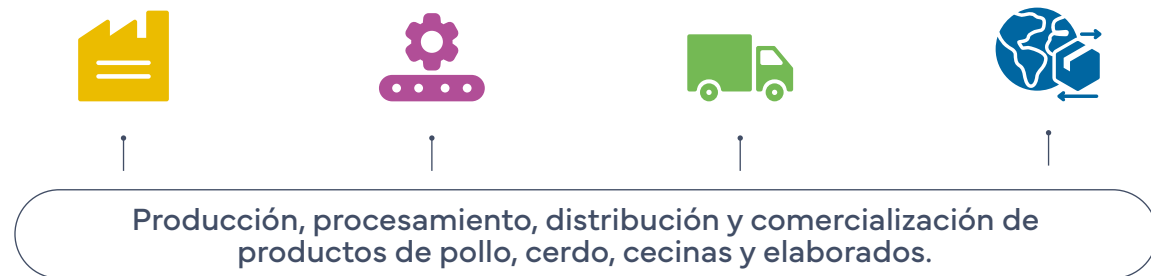 Producción, procesamiento, distribución y comercialización de
productos de pollo, cerdo, cecinas y elaborados.